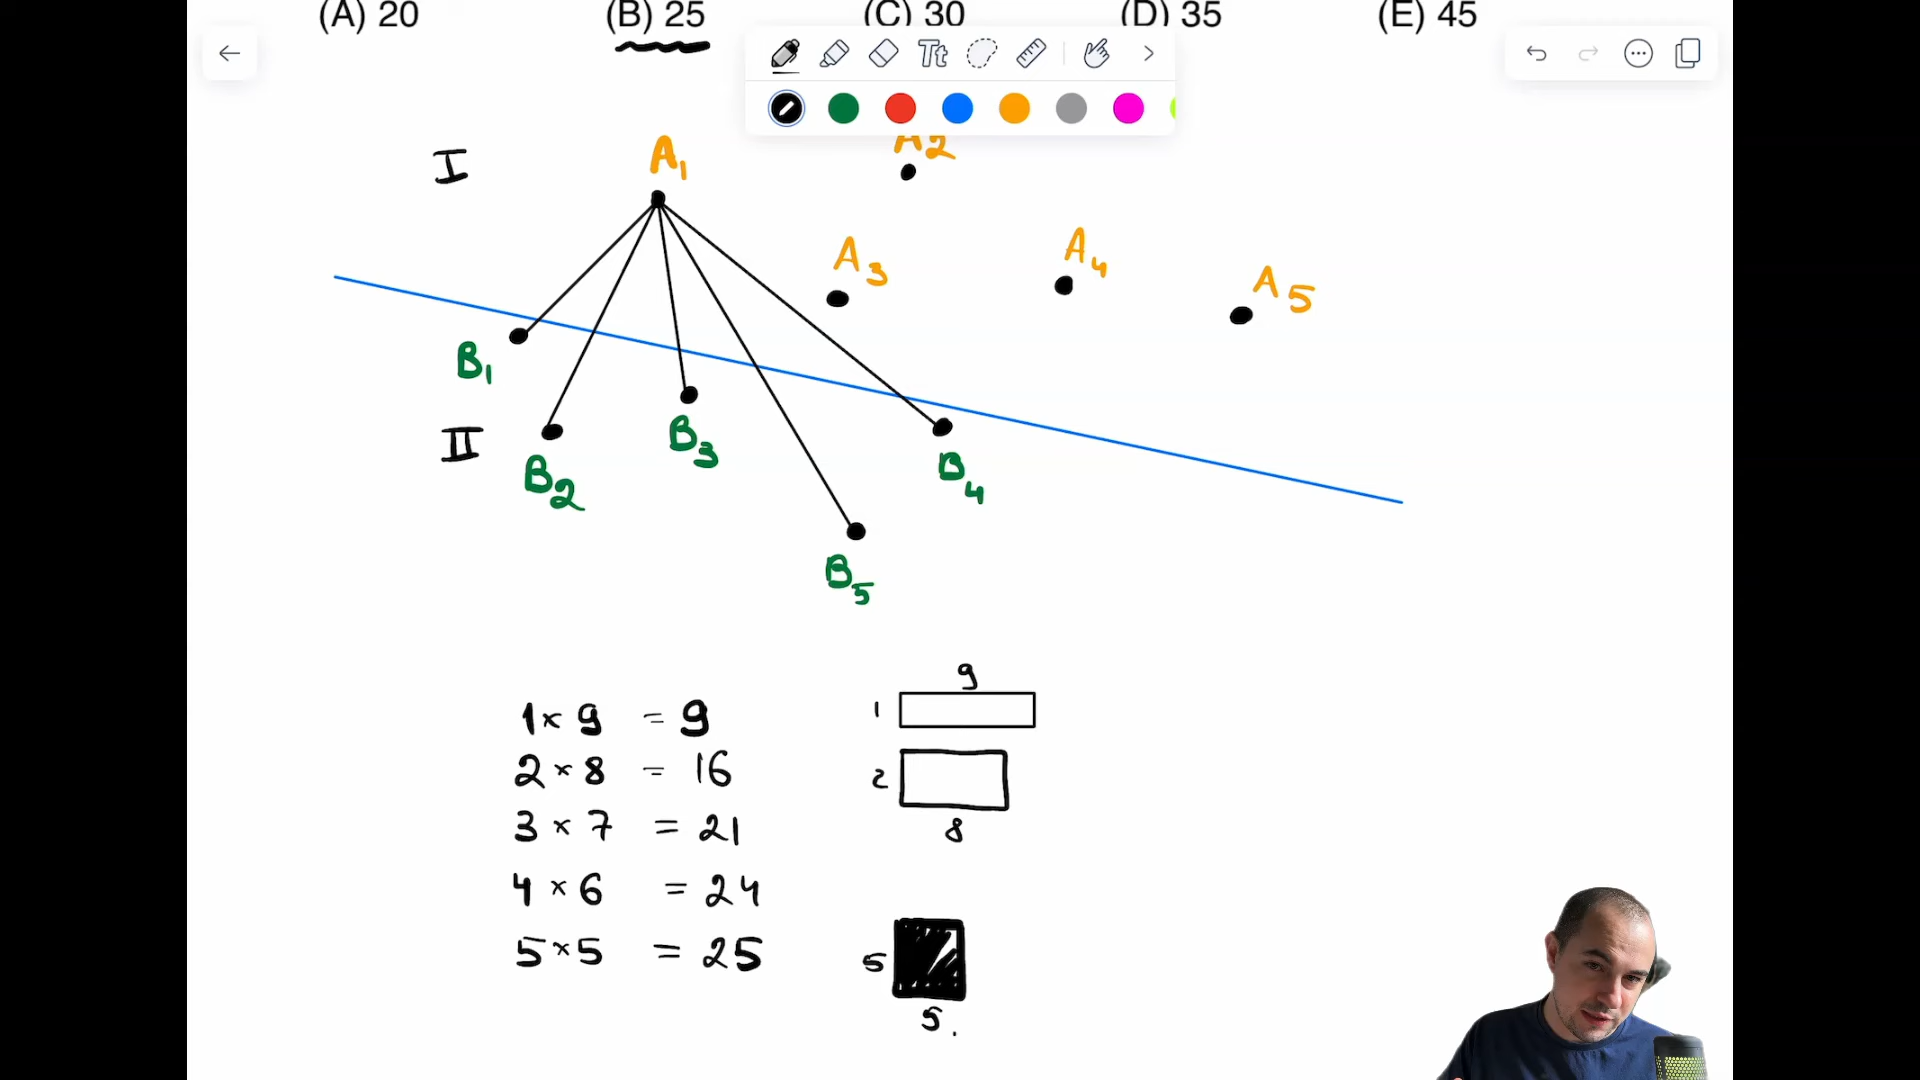 (A) 20 (B) 25 (C) 30 (D) 35 (E) 45
Tt
I
A1
A2
A3
A4
A5
B1
II
B2
B3
B4
B5
1 × 9 = 9
2 × 8 = 16
3 × 7 = 21
4 × 6 = 24
5 × 5 = 25
9
1
2
8
5
5.